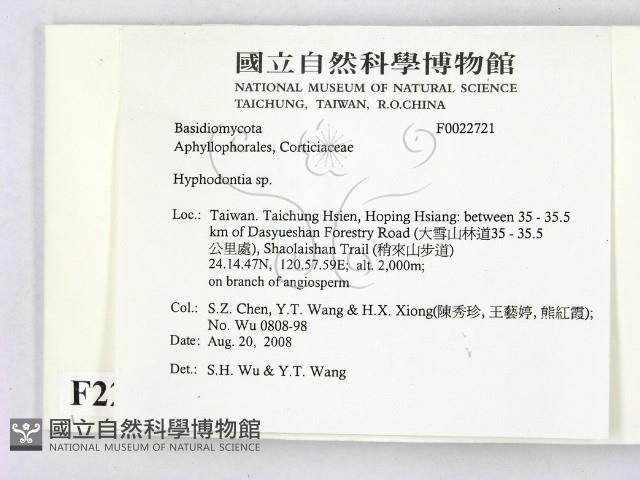 國立自然科學博物館
NATIONAL MUSEUM OF NATURAL SCIENCE
TAICHUNG, TAIWAN, R.O.CHINA
Basidiomycota F0022721
Aphyllophorales, Corticiaceae
Hyphodontia sp.
Loc.: Taiwan. Taichung Hsien, Hoping Hsiang: between 35 - 35.5
km of Dasyueshan Forestry Road (大雪山林道35 - 35.5
公里處), Shaolaishan Trail (稍來山步道)
24.14.47N, 120.57.59E; alt. 2,000m;
on branch of angiosperm
Col.: S.Z. Chen, Y.T. Wang & H.X. Xiong(陳秀珍, 王藝婷, 熊紅霞);
No. Wu 0808-98
Date: Aug. 20, 2008
Det.: S.H. Wu & Y.T. Wang
F22
國立自然科學博物館
NATIONAL MUSEUM OF NATURAL SCIENCE